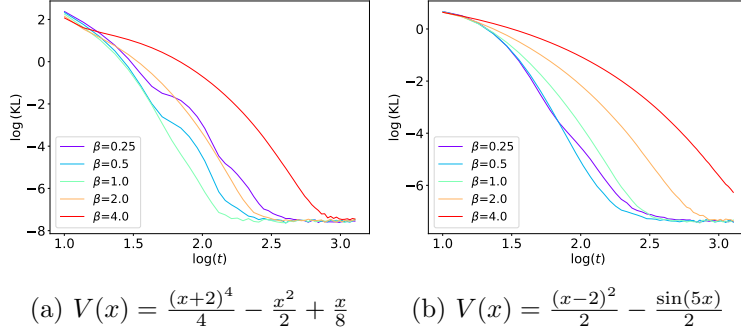 2
0
−2
−4
−6
−8
log (KL)
β=0.25
β=0.5
β=1.0
β=2.0
β=4.0
1.0 1.5 2.0 2.5 3.0
log(t)
0
−2
−4
−6
log (KL)
β=0.25
β=0.5
β=1.0
β=2.0
β=4.0
1.0 1.5 2.0 2.5 3.0
log(t)
(a) V(x) = (x+2)^4/4 − x^2/2 + x/8
(b) V(x) = (x−2)^2/2 − sin(5x)/2